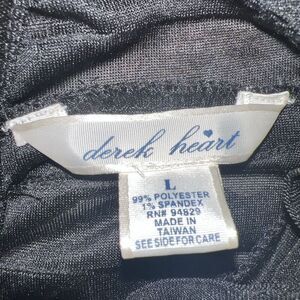 derek heart
L
99% POLYESTER
1% SPANDEX
RN# 94829
MADE IN
TAIWAN
SEE SIDE FOR CARE